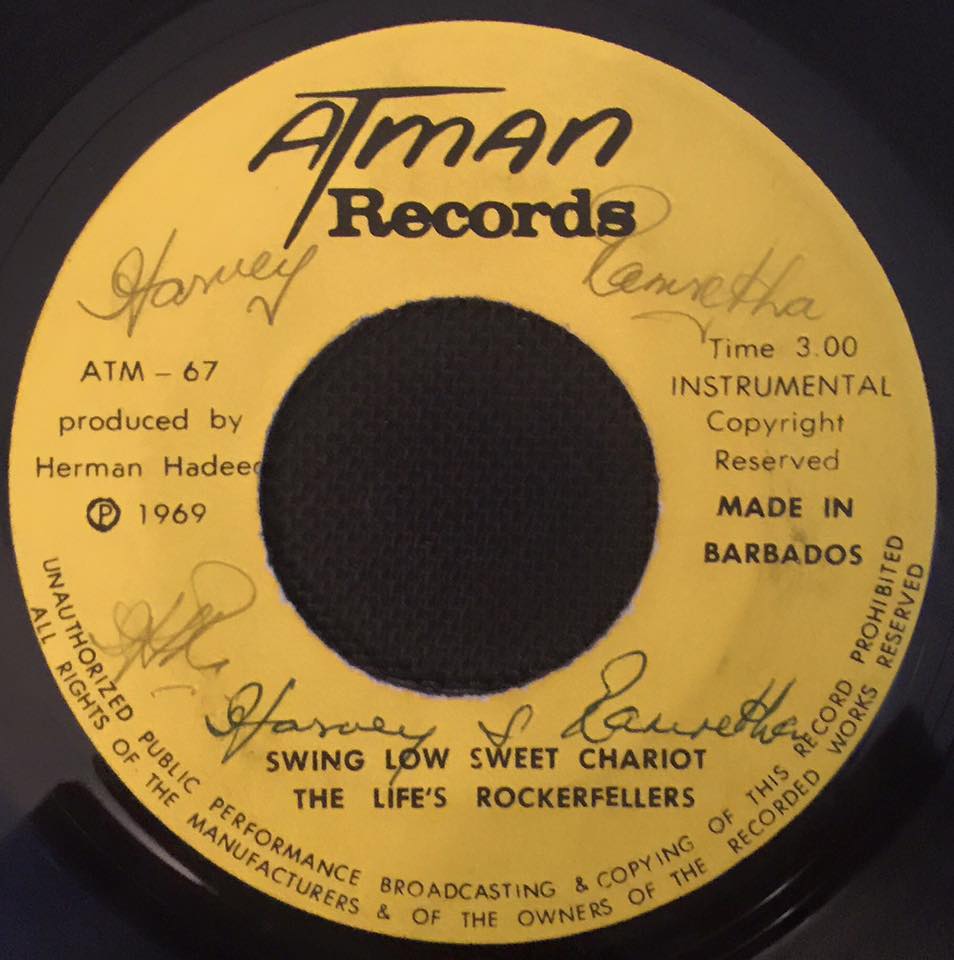 ATMAN
Records
Harvey
ATM – 67
produced by
Herman Hadeed
℗ 1969
Time 3.00
INSTRUMENTAL
Copyright
Reserved
MADE IN
BARBADOS
Harvey
SWING LOW SWEET CHARIOT
THE LIFE'S ROCKERFELLERS
UNAUTHORIZED PUBLIC PERFORMANCE BROADCASTING & COPYING OF THIS RECORD PROHIBITED
ALL RIGHTS OF THE MANUFACTURERS & OF THE OWNERS OF THE RECORDED WORKS RESERVED